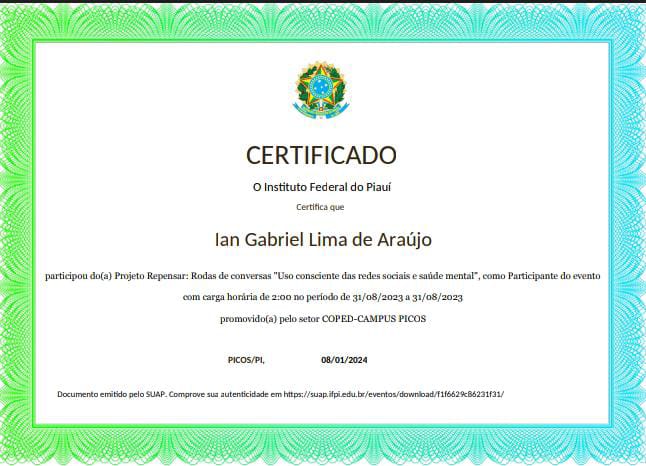 CERTIFICADO
O Instituto Federal do Piauí
Certifica que
Ian Gabriel Lima de Araújo
participou do(a) Projeto Repensar: Rodas de conversas "Uso consciente das redes sociais e saúde mental", como Participante do evento
com carga horária de 2:00 no período de 31/08/2023 a 31/08/2023
promovido(a) pelo setor COPED-CAMPUS PICOS
PICOS/PI, 08/01/2024
Documento emitido pelo SUAP. Comprove sua autenticidade em https://suap.ifpi.edu.br/eventos/download/f1f6629c86231f31/